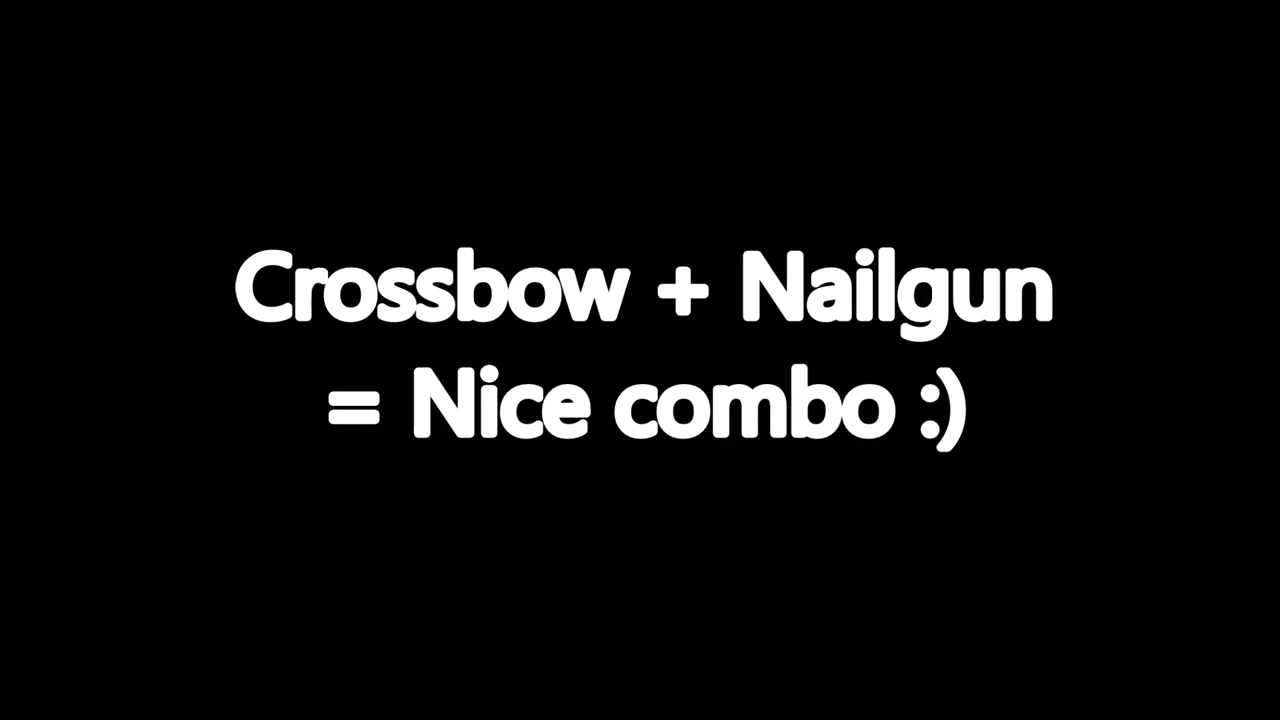 Crossbow + Nailgun
= Nice combo :)